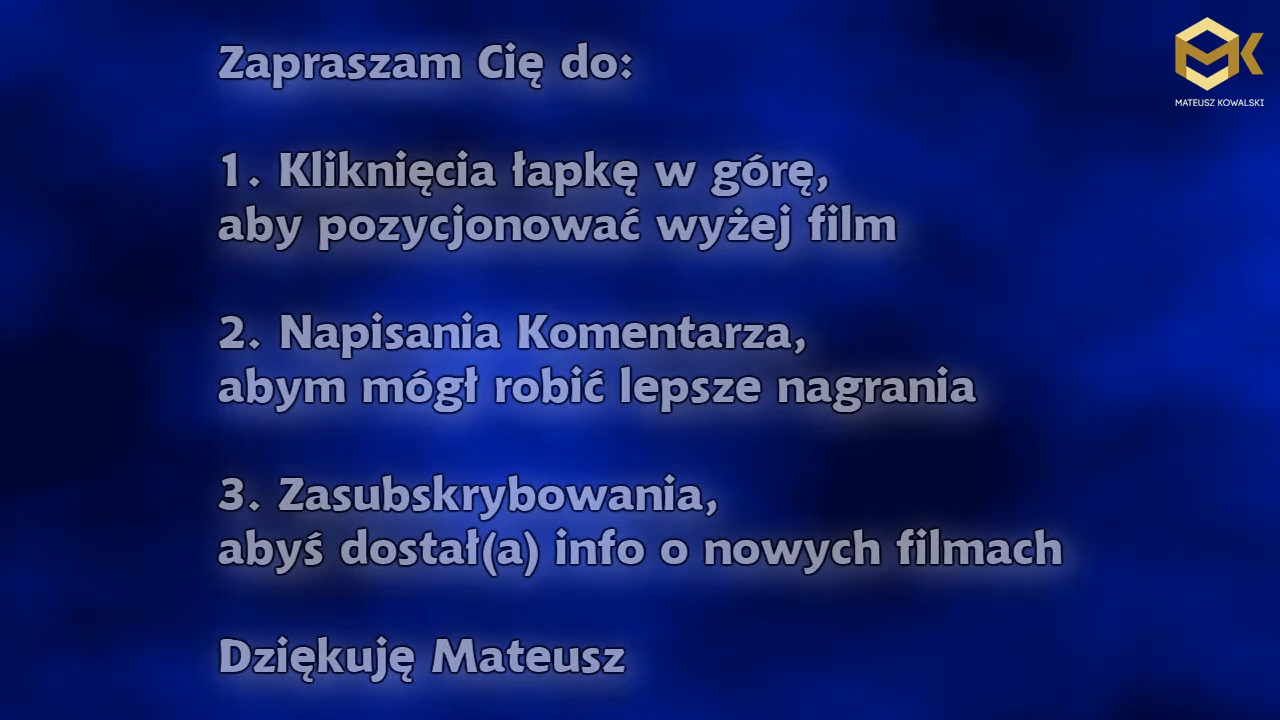 Zapraszam Cię do:
1. Kliknięcia łapkę w górę,
aby pozycjonować wyżej film
2. Napisania Komentarza,
abym mógł robić lepsze nagrania
3. Zasubskrybowania,
abyś dostał(a) info o nowych filmach
Dziękuję Mateusz
MK
MATEUSZ KOWALSKI